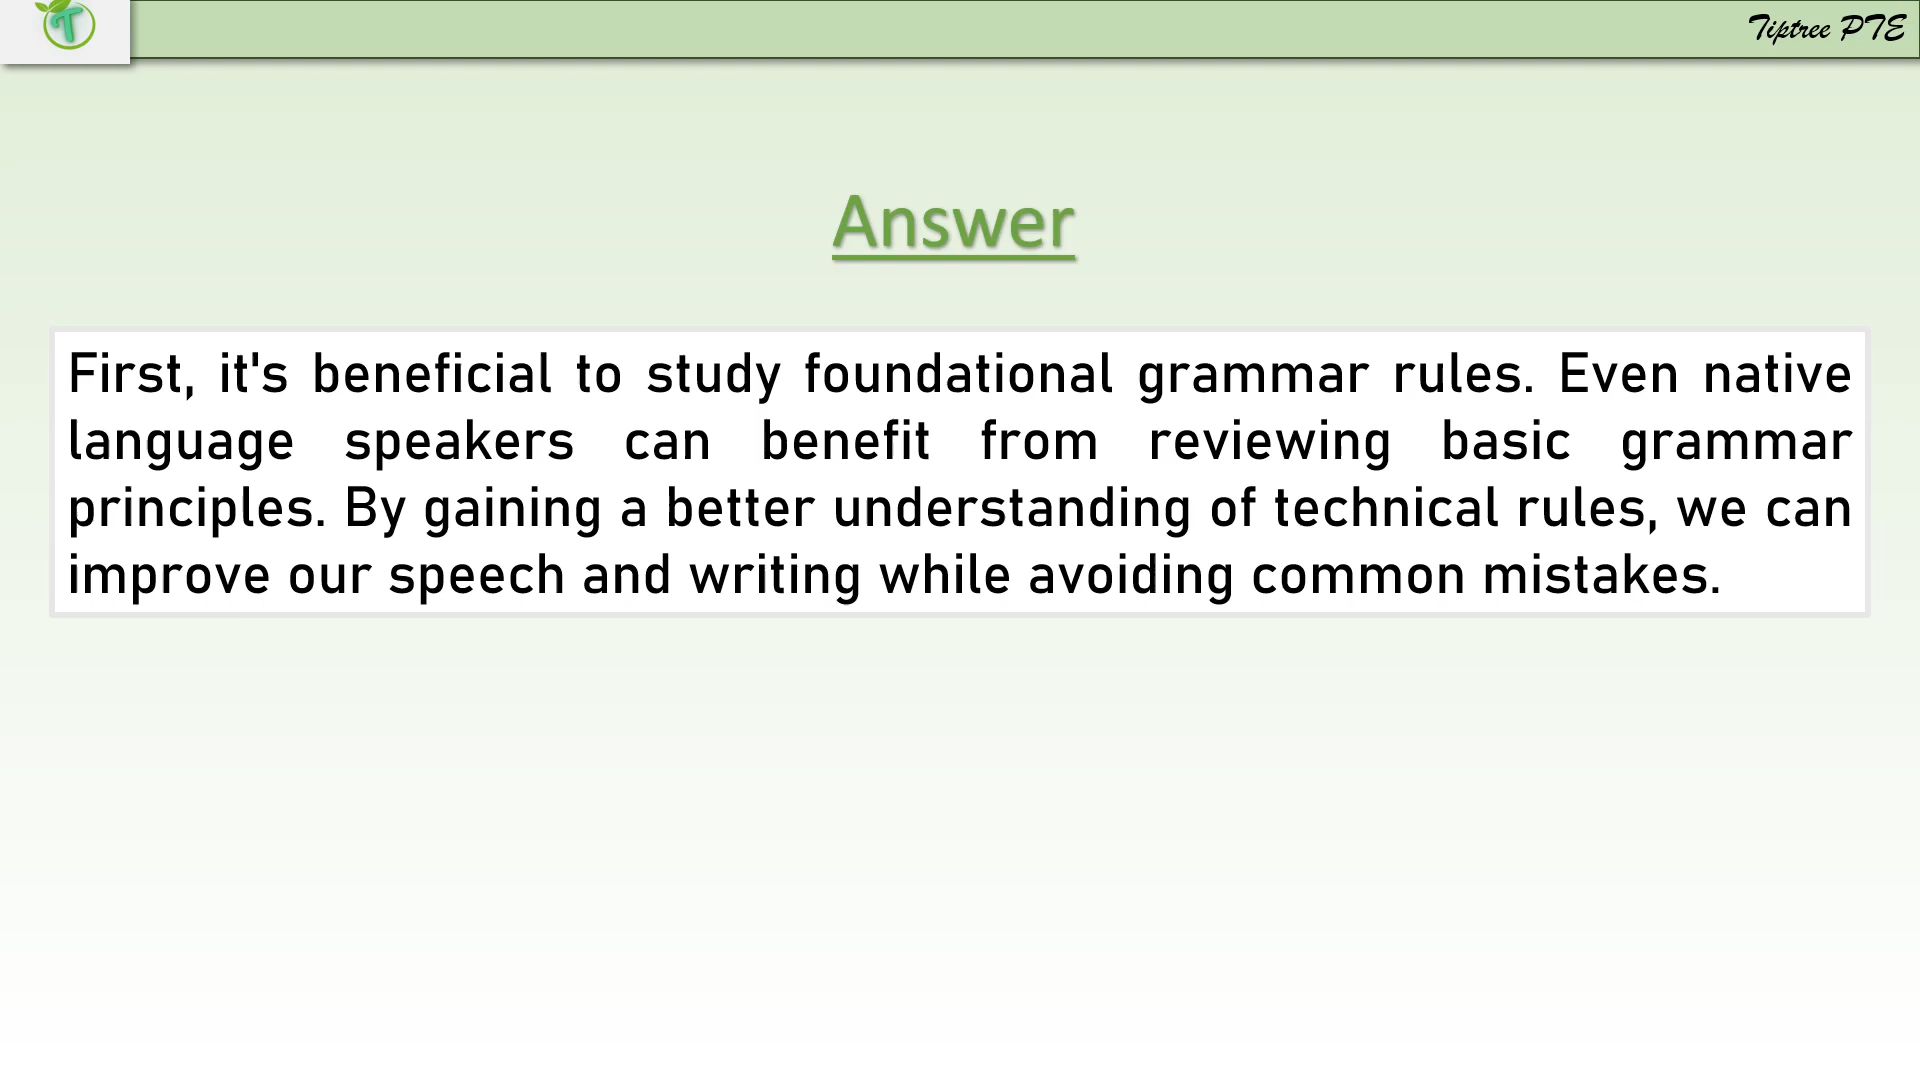 T
Tiptree PTE
Answer
First, it's beneficial to study foundational grammar rules. Even native
language speakers can benefit from reviewing basic grammar
principles. By gaining a better understanding of technical rules, we can
improve our speech and writing while avoiding common mistakes.